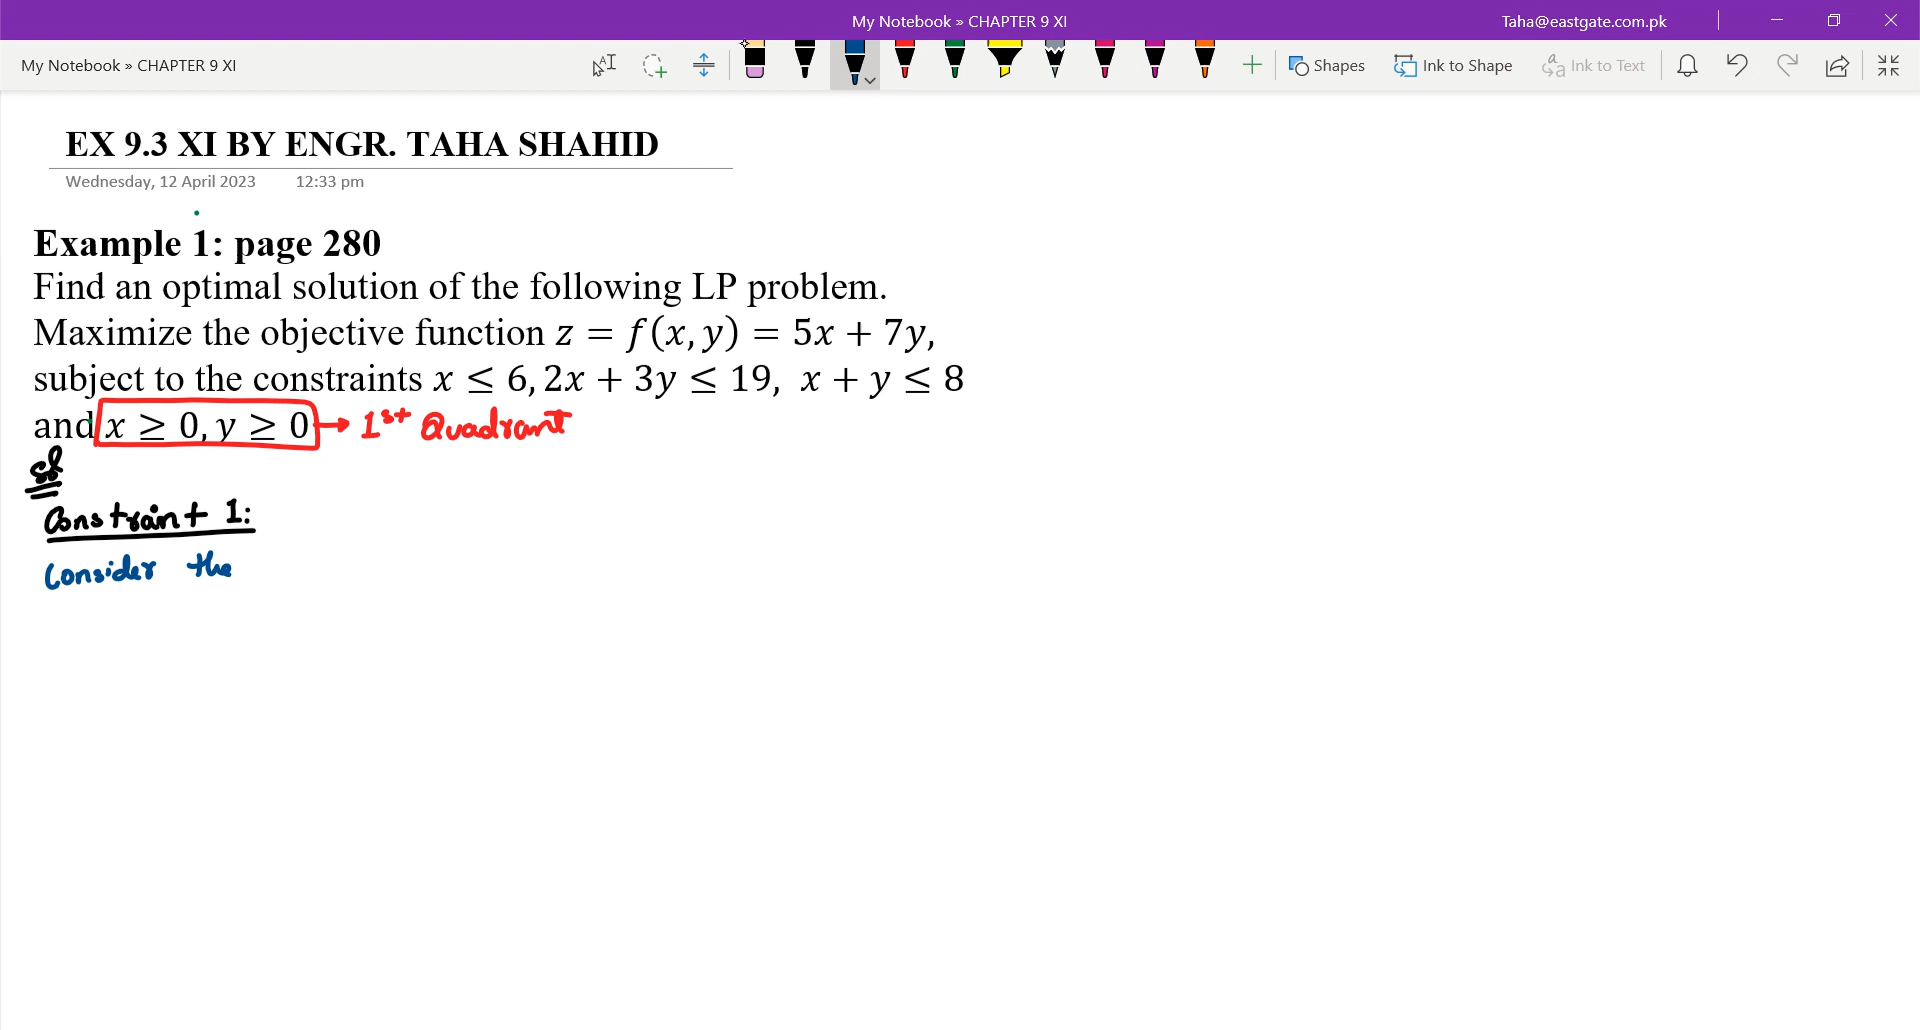 My Notebook » CHAPTER 9 XI
Taha@eastgate.com.pk
My Notebook » CHAPTER 9 XI
Shapes
Ink to Shape
Ink to Text
EX 9.3 XI BY ENGR. TAHA SHAHID
Wednesday, 12 April 2023 12:33 pm
Example 1: page 280
Find an optimal solution of the following LP problem.
Maximize the objective function z = f(x, y) = 5x + 7y,
subject to the constraints x ≤ 6, 2x + 3y ≤ 19, x + y ≤ 8
and x ≥ 0, y ≥ 0 → 1st Quadrant
Sol
Constraint 1:
Consider the